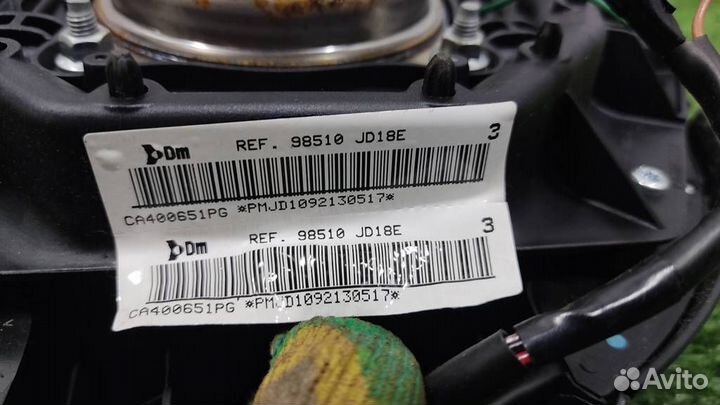 Dm REF. 98510 JD18E 3
CA400651PG *PMJD1092130517*
Dm REF. 98510 JD18E 3
CA400651PG *PMJD1092130517*
Avito